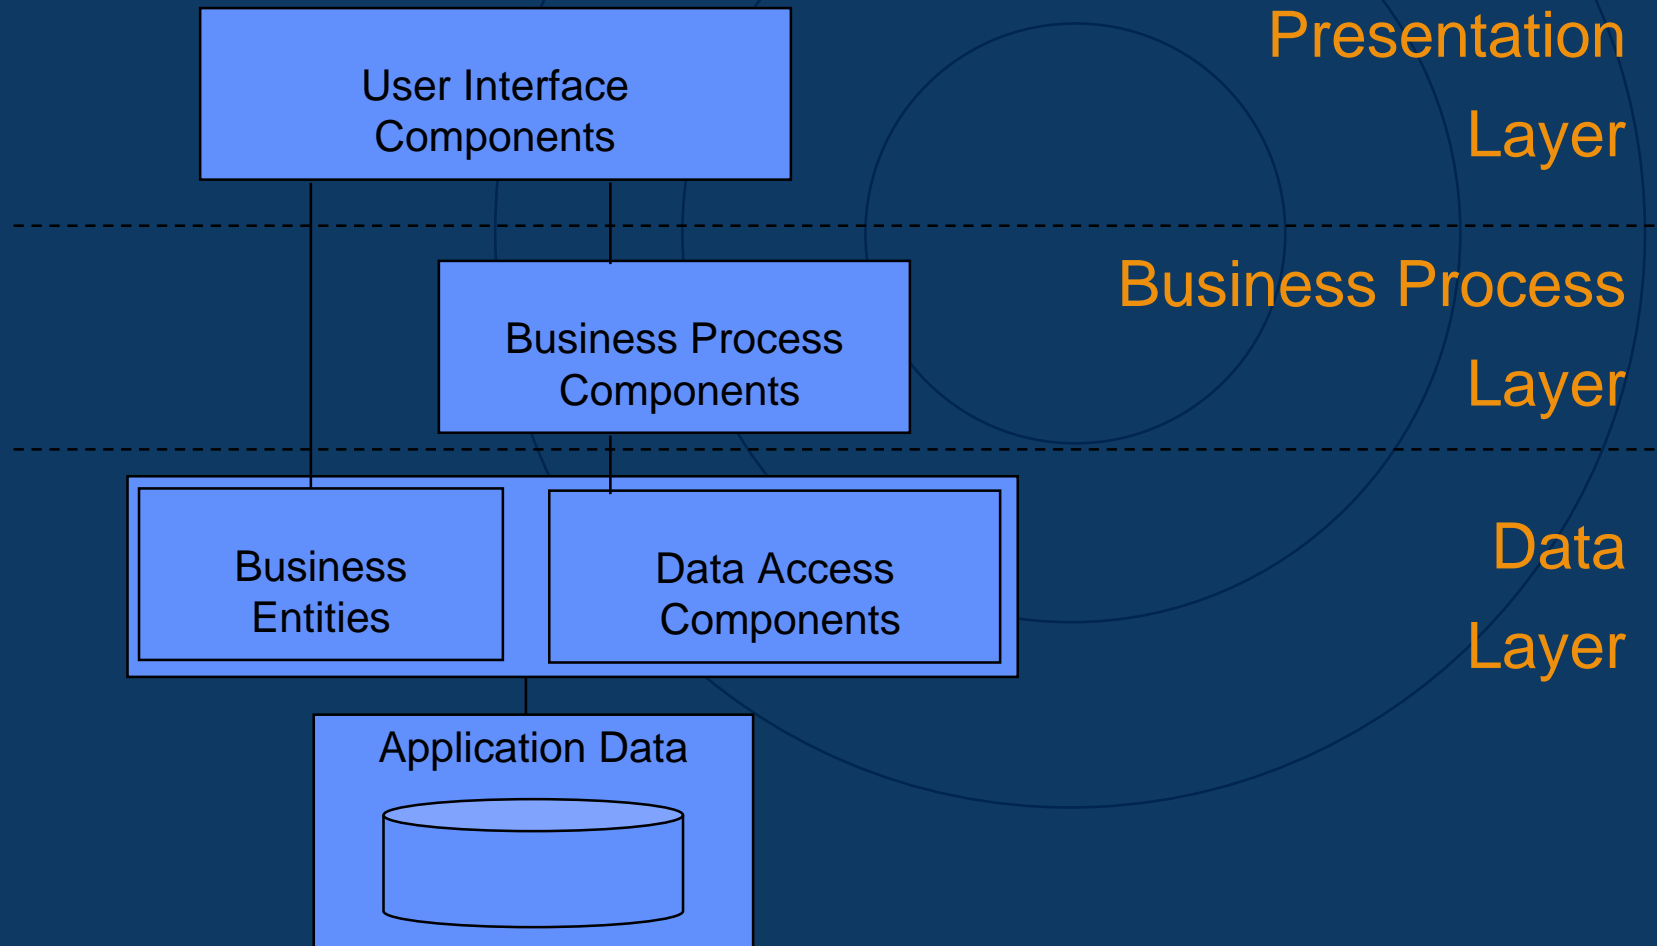 User Interface
Components
Presentation
Layer
Business Process
Components
Business Process
Layer
Business
Entities
Data Access
Components
Data
Layer
Application Data